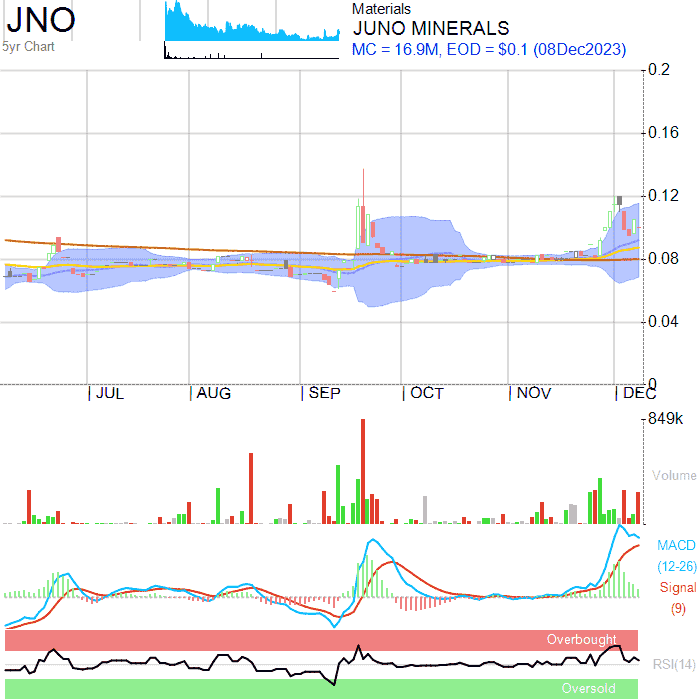 JNO
5yr Chart
Materials
JUNO MINERALS
MC = 16.9M, EOD = $0.1 (08Dec2023)
0.2
0.16
0.12
0.08
0.04
0
JUL AUG SEP OCT NOV DEC
849k
Volume
MACD
(12-26)
Signal
(9)
Overbought
RSI(14)
Oversold